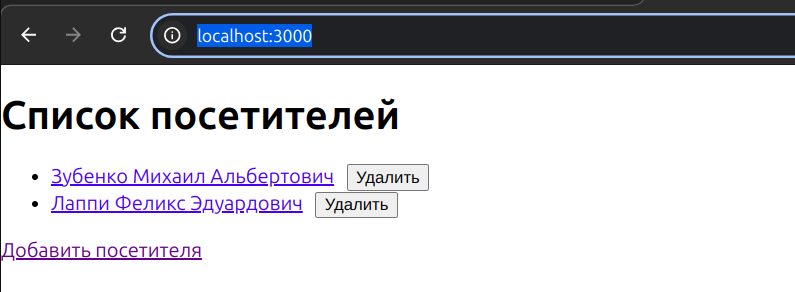 localhost:3000
Список посетителей
Зубенко Михаил Альбертович Удалить
Лаппи Феликс Эдуардович Удалить
Добавить посетителя